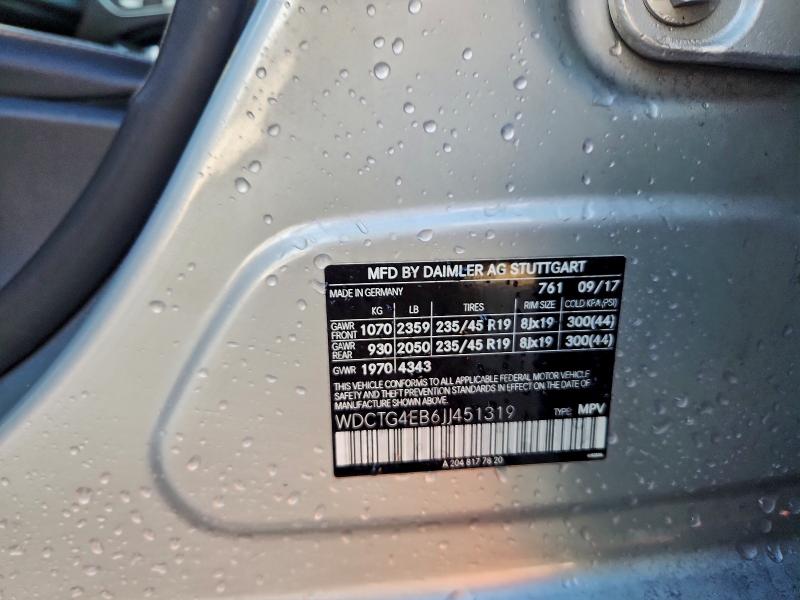 MFD BY DAIMLER AG STUTTGART
MADE IN GERMANY 761 09/17
KG LB TIRES RIM SIZE COLD KPA (PSI)
GAWR FRONT 1070 2359 235/45 R19 8Jx19 300(44)
GAWR REAR 930 2050 235/45 R19 8Jx19 300(44)
GVWR 1970 4343
THIS VEHICLE CONFORMS TO ALL APPLICABLE FEDERAL MOTOR VEHICLE
SAFETY AND THEFT PREVENTION STANDARDS IN EFFECT ON THE DATE OF
MANUFACTURE SHOWN ABOVE.
WDCTG4EB6JJ451319 TYPE: MPV
A 204 817 78 20